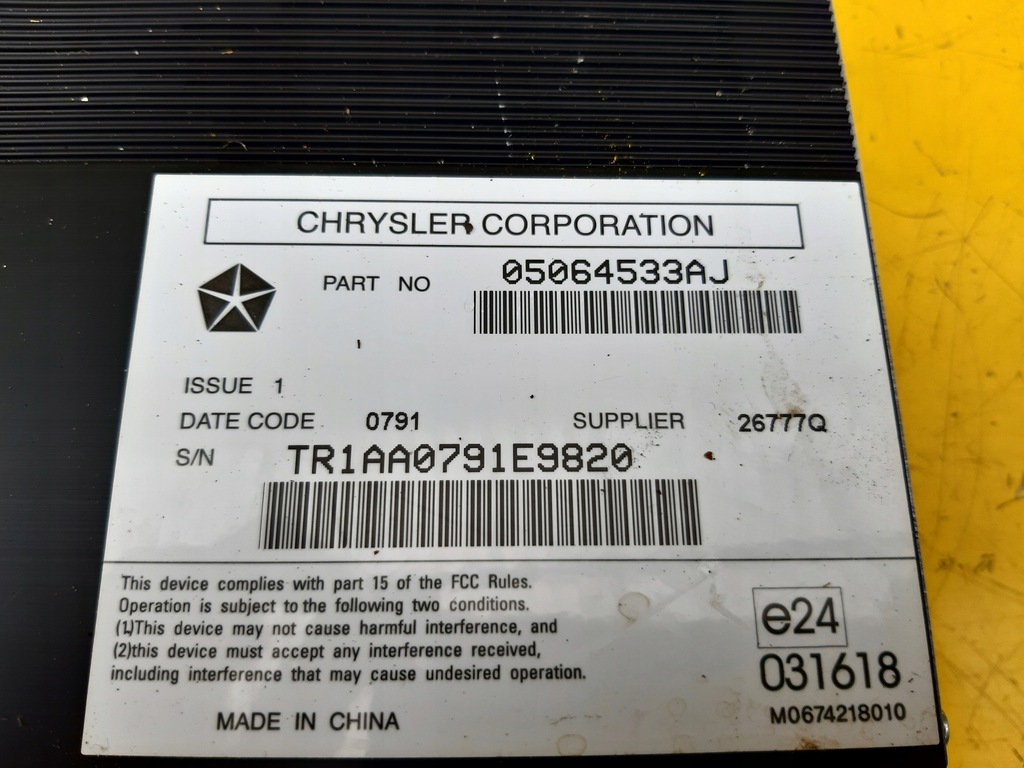 CHRYSLER CORPORATION
PART NO 05064533AJ
ISSUE 1
DATE CODE 0791 SUPPLIER 26777Q
S/N TR1AA0791E9820
This device complies with part 15 of the FCC Rules.
Operation is subject to the following two conditions.
(1)This device may not cause harmful interference, and
(2)this device must accept any interference received,
including interference that may cause undesired operation.
e24
031618
MADE IN CHINA
M0674218010